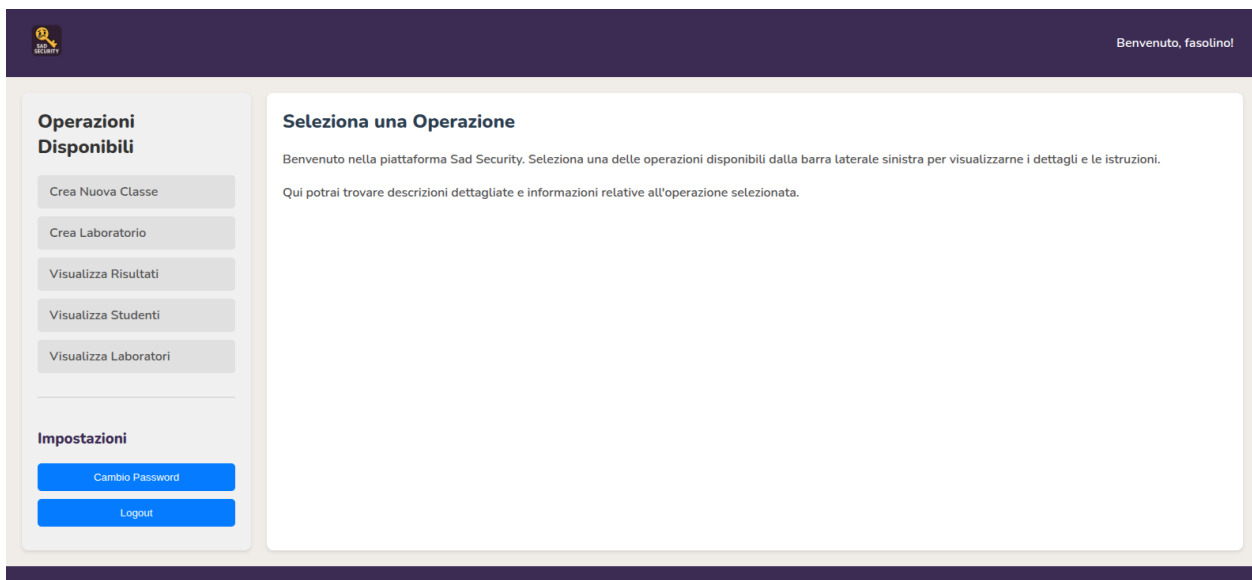 SAD
SECURITY
Benvenuto, fasolino!
Operazioni
Disponibili
Crea Nuova Classe
Crea Laboratorio
Visualizza Risultati
Visualizza Studenti
Visualizza Laboratori
Impostazioni
Cambio Password
Logout
Seleziona una Operazione
Benvenuto nella piattaforma Sad Security. Seleziona una delle operazioni disponibili dalla barra laterale sinistra per visualizzarne i dettagli e le istruzioni.
Qui potrai trovare descrizioni dettagliate e informazioni relative all'operazione selezionata.